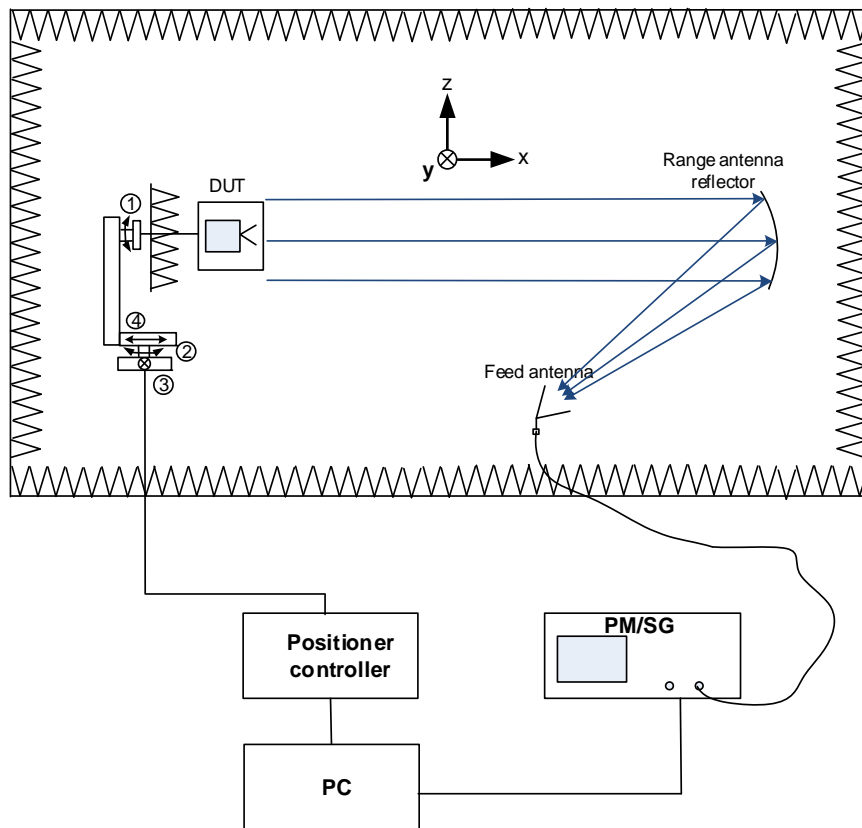 z
x
y
Range antenna
reflector
DUT
①
④
②
③
Feed antenna
PM/SG
Positioner
controller
PC